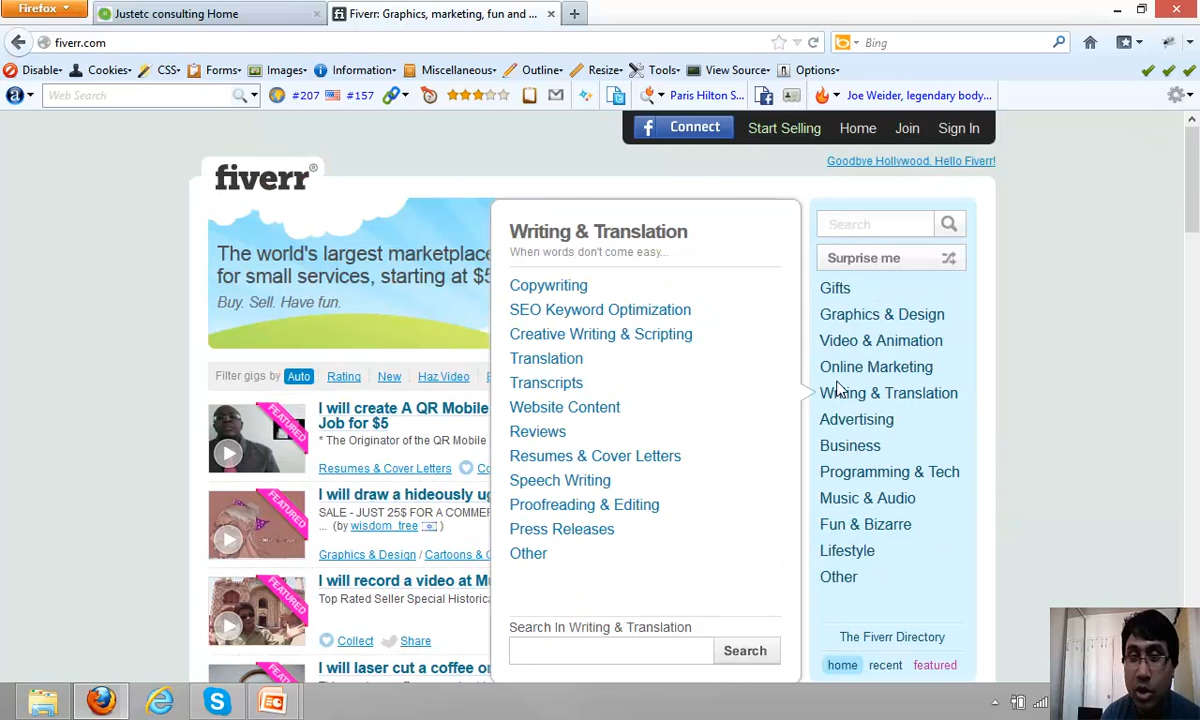 Firefox
Justetc consulting Home
Fiverr: Graphics, marketing, fun and ...
fiverr.com
Bing
Disable
Cookies
CSS
Forms
Images
Information
Miscellaneous
Outline
Resize
Tools
View Source
Options
Web Search
#207
#157
Paris Hilton S...
Joe Weider, legendary body...
Connect
Start Selling
Home
Join
Sign In
Goodbye Hollywood. Hello Fiverr!
fiverr®
The world's largest marketplace
for small services, starting at $5
Buy. Sell. Have fun.
Filter gigs by
Auto
Rating
New
Haz Video
I will create A QR Mobile
Job for $5
* The Originator of the QR Mobile
Resumes & Cover Letters
I will draw a hideously
SALE - JUST 25$ FOR A COMME
... (by wisdom_tree )
Graphics & Design / Cartoons &
I will record a video at M
Top Rated Seller Special Historic
Collect
Share
I will laser cut a coffee
Writing & Translation
When words don't come easy...
Copywriting
SEO Keyword Optimization
Creative Writing & Scripting
Translation
Transcripts
Website Content
Reviews
Resumes & Cover Letters
Speech Writing
Proofreading & Editing
Press Releases
Other
Search In Writing & Translation
Search
Search
Surprise me
Gifts
Graphics & Design
Video & Animation
Online Marketing
Writing & Translation
Advertising
Business
Programming & Tech
Music & Audio
Fun & Bizarre
Lifestyle
Other
The Fiverr Directory
home
recent
featured
FEATURED
FEATURED
FEATURED